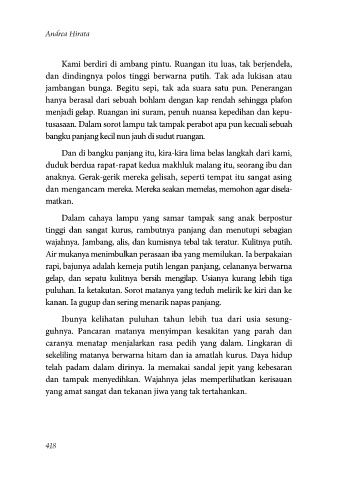 Andrea Hirata
Kami berdiri di ambang pintu. Ruangan itu luas, tak berjendela,
dan dindingnya polos tinggi berwarna putih. Tak ada lukisan atau
jambangan bunga. Begitu sepi, tak ada suara satu pun. Penerangan
hanya berasal dari sebuah bohlam dengan kap rendah sehingga plafon
menjadi gelap. Ruangan ini suram, penuh nuansa kepedihan dan kepu-
tusasaan. Dalam sorot lampu tak tampak perabot apa pun kecuali sebuah
bangku panjang kecil nun jauh di sudut ruangan.
Dan di bangku panjang itu, kira-kira lima belas langkah dari kami,
duduk berdua rapat-rapat kedua makhluk malang itu, seorang ibu dan
anaknya. Gerak-gerik mereka gelisah, seperti tempat itu sangat asing
dan mengancam mereka. Mereka seakan memelas, memohon agar disela-
matkan.
Dalam cahaya lampu yang samar tampak sang anak berpostur
tinggi dan sangat kurus, rambutnya panjang dan menutupi sebagian
wajahnya. Jambang, alis, dan kumisnya tebal tak teratur. Kulitnya putih.
Air mukanya menimbulkan perasaan iba yang memilukan. Ia berpakaian
rapi, bajunya adalah kemeja putih lengan panjang, celananya berwarna
gelap, dan sepatu kulitnya bersih mengilap. Usianya kurang lebih tiga
puluhan. Ia ketakutan. Sorot matanya yang teduh melirik ke kiri dan ke
kanan. Ia gugup dan sering menarik napas panjang.
Ibunya kelihatan puluhan tahun lebih tua dari usia sesung-
guhnya. Pancaran matanya menyimpan kesakitan yang parah dan
caranya menatap menjalarkan rasa pedih yang dalam. Lingkaran di
sekeliling matanya berwarna hitam dan ia amatlah kurus. Daya hidup
telah padam dalam dirinya. Ia memakai sandal jepit yang kebesaran
dan tampak menyedihkan. Wajahnya jelas memperlihatkan kerisauan
yang amat sangat dan tekanan jiwa yang tak tertahankan.
418